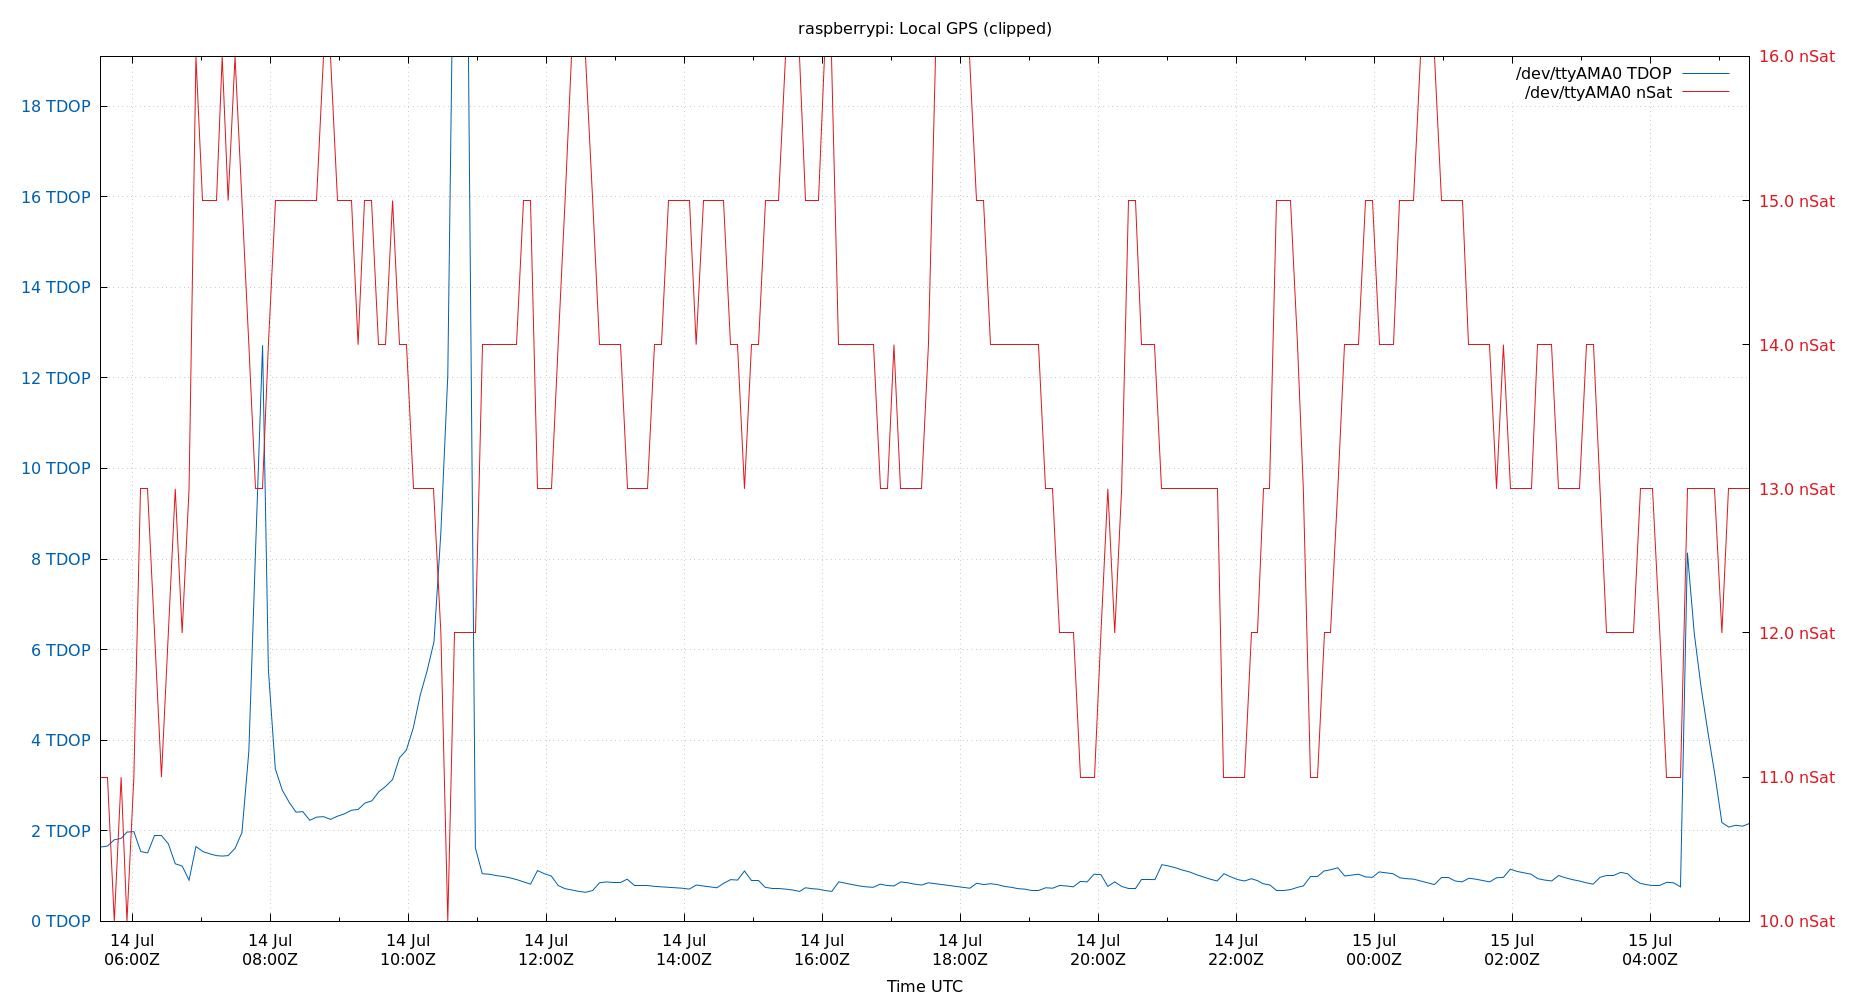 raspberrypi: Local GPS (clipped)
/dev/ttyAMA0 TDOP
/dev/ttyAMA0 nSat
18 TDOP
16 TDOP
14 TDOP
12 TDOP
10 TDOP
8 TDOP
6 TDOP
4 TDOP
2 TDOP
0 TDOP
16.0 nSat
15.0 nSat
14.0 nSat
13.0 nSat
12.0 nSat
11.0 nSat
10.0 nSat
14 Jul 14 Jul 14 Jul 14 Jul 14 Jul 14 Jul 14 Jul 14 Jul 14 Jul 15 Jul 15 Jul 15 Jul
06:00Z 08:00Z 10:00Z 12:00Z 14:00Z 16:00Z 18:00Z 20:00Z 22:00Z 00:00Z 02:00Z 04:00Z
Time UTC